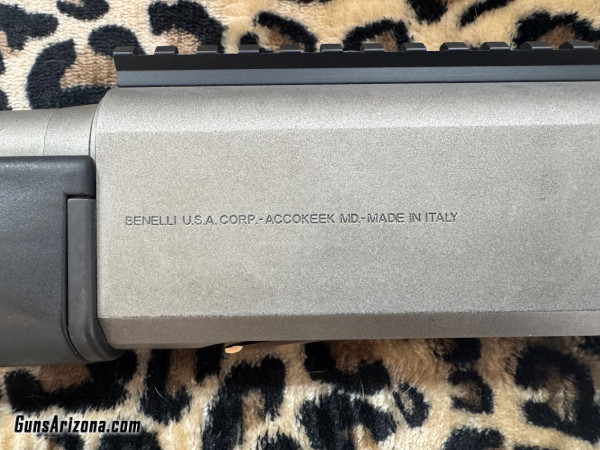 BENELLI U.S.A. CORP.-ACCOKEEK MD.-MADE IN ITALY
GunsArizona.com